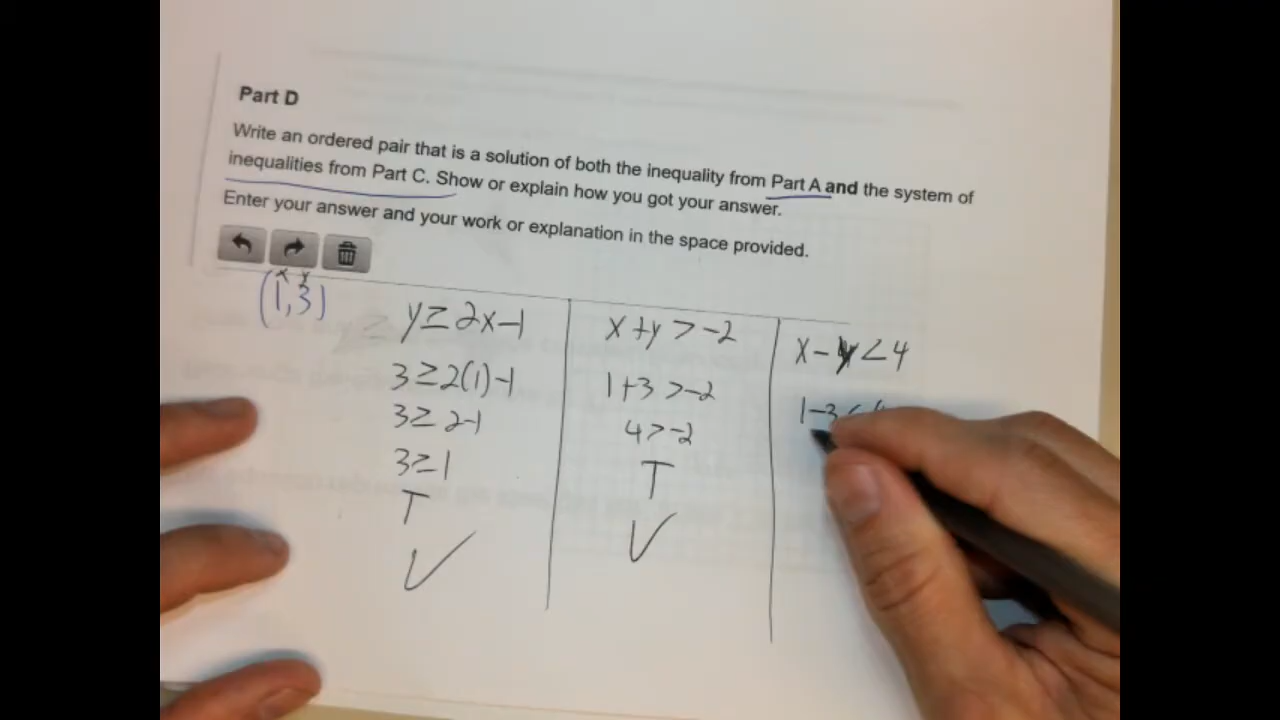 Part D
Write an ordered pair that is a solution of both the inequality from Part A and the system of
inequalities from Part C. Show or explain how you got your answer.
Enter your answer and your work or explanation in the space provided.
x y
(1,3)
y ≥ 2x-1
3 ≥ 2(1)-1
3 ≥ 2-1
3 ≥ 1
T
✓
x+y > -2
1+3 > -2
4 > -2
T
✓
x-y < 4
1-3 <